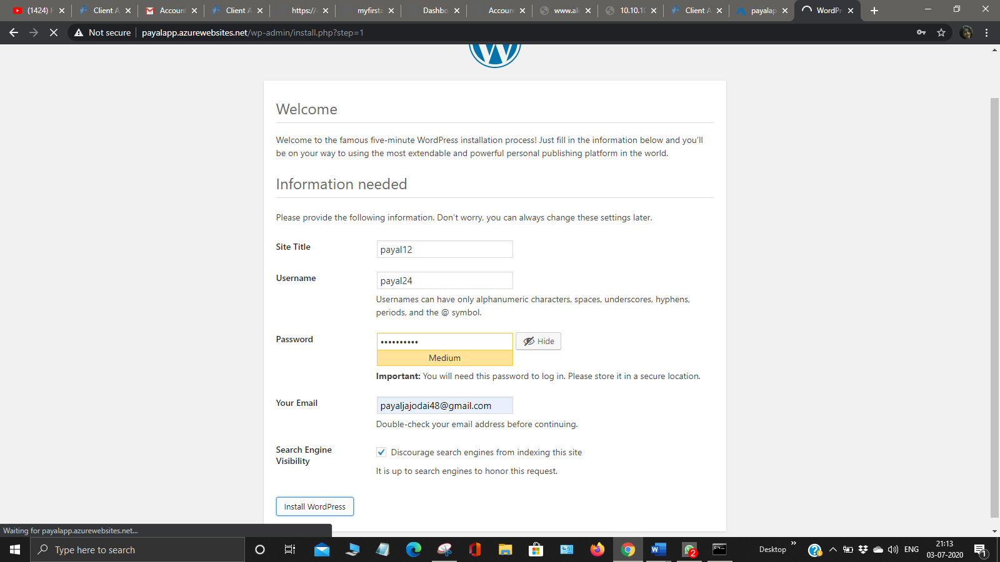 (1424)
Client
Account
Client
https://
myfirst
Dashbo
Account
www.al
10.10.1
Client
payalap
WordPr
Not secure
payalapp.azurewebsites.net/wp-admin/install.php?step=1
Welcome
Welcome to the famous five-minute WordPress installation process! Just fill in the information below and you’ll
be on your way to using the most extendable and powerful personal publishing platform in the world.
Information needed
Please provide the following information. Don’t worry, you can always change these settings later.
Site Title
payal12
Username
payal24
Usernames can have only alphanumeric characters, spaces, underscores, hyphens,
periods, and the @ symbol.
Password
••••••••••
Hide
Medium
Important: You will need this password to log in. Please store it in a secure location.
Your Email
payaljajodai48@gmail.com
Double-check your email address before continuing.
Search Engine
Visibility
Discourage search engines from indexing this site
It is up to search engines to honor this request.
Install WordPress
Waiting for payalapp.azurewebsites.net...
Type here to search
2
Desktop
ENG
21:13
03-07-2020
1